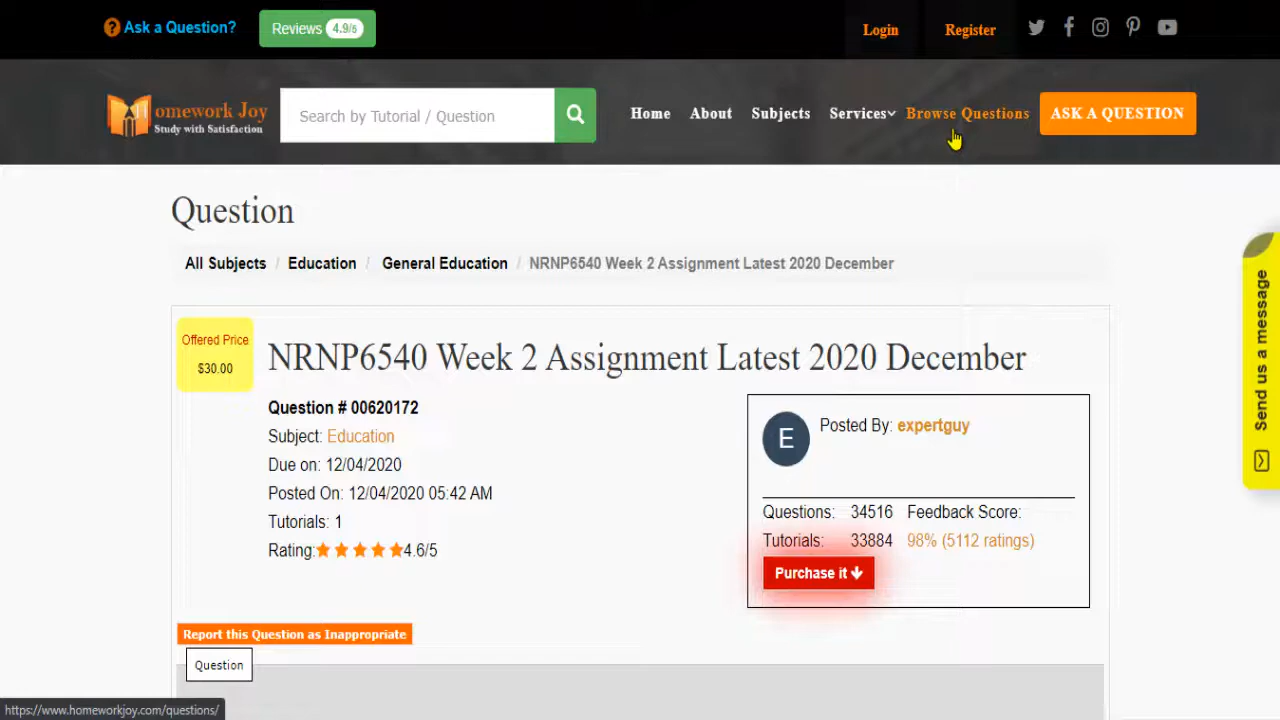 Ask a Question?
Reviews 4.9/5
Login
Register
omework Joy
Study with Satisfaction
Search by Tutorial / Question
Home
About
Subjects
Services
Browse Questions
ASK A QUESTION
Question
All Subjects / Education / General Education / NRNP6540 Week 2 Assignment Latest 2020 December
Offered Price
$30.00
NRNP6540 Week 2 Assignment Latest 2020 December
Question # 00620172
Subject: Education
Due on: 12/04/2020
Posted On: 12/04/2020 05:42 AM
Tutorials: 1
Rating: 4.6/5
E
Posted By: expertguy
Questions: 34516 Feedback Score:
Tutorials: 33884 98% (5112 ratings)
Purchase it
Send us a message
Report this Question as Inappropriate
Question
https://www.homeworkjoy.com/questions/